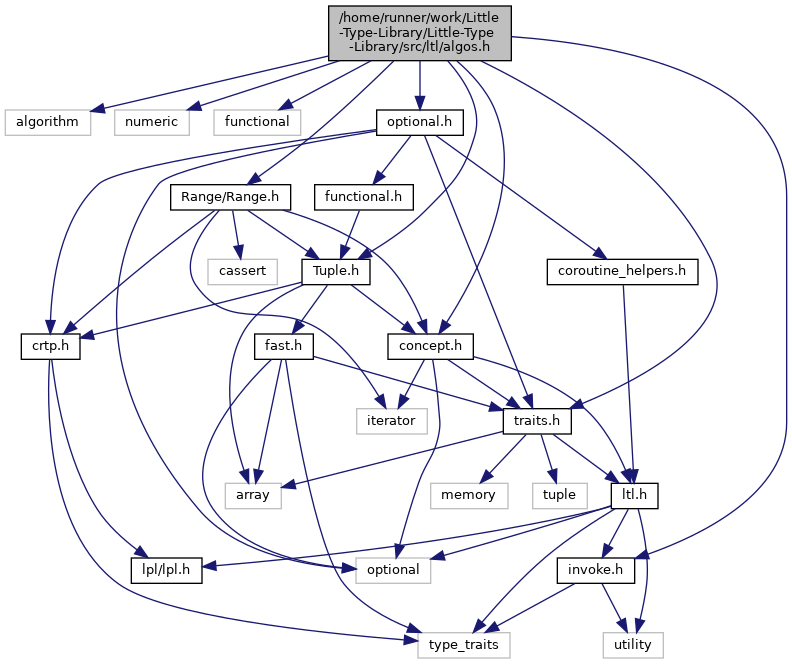 /home/runner/work/Little
-Type-Library/Little-Type
-Library/src/ltl/algos.h
algorithm
numeric
functional
optional.h
Range/Range.h
functional.h
cassert
Tuple.h
coroutine_helpers.h
crtp.h
fast.h
concept.h
iterator
traits.h
array
memory
tuple
ltl.h
lpl/lpl.h
optional
invoke.h
type_traits
utility